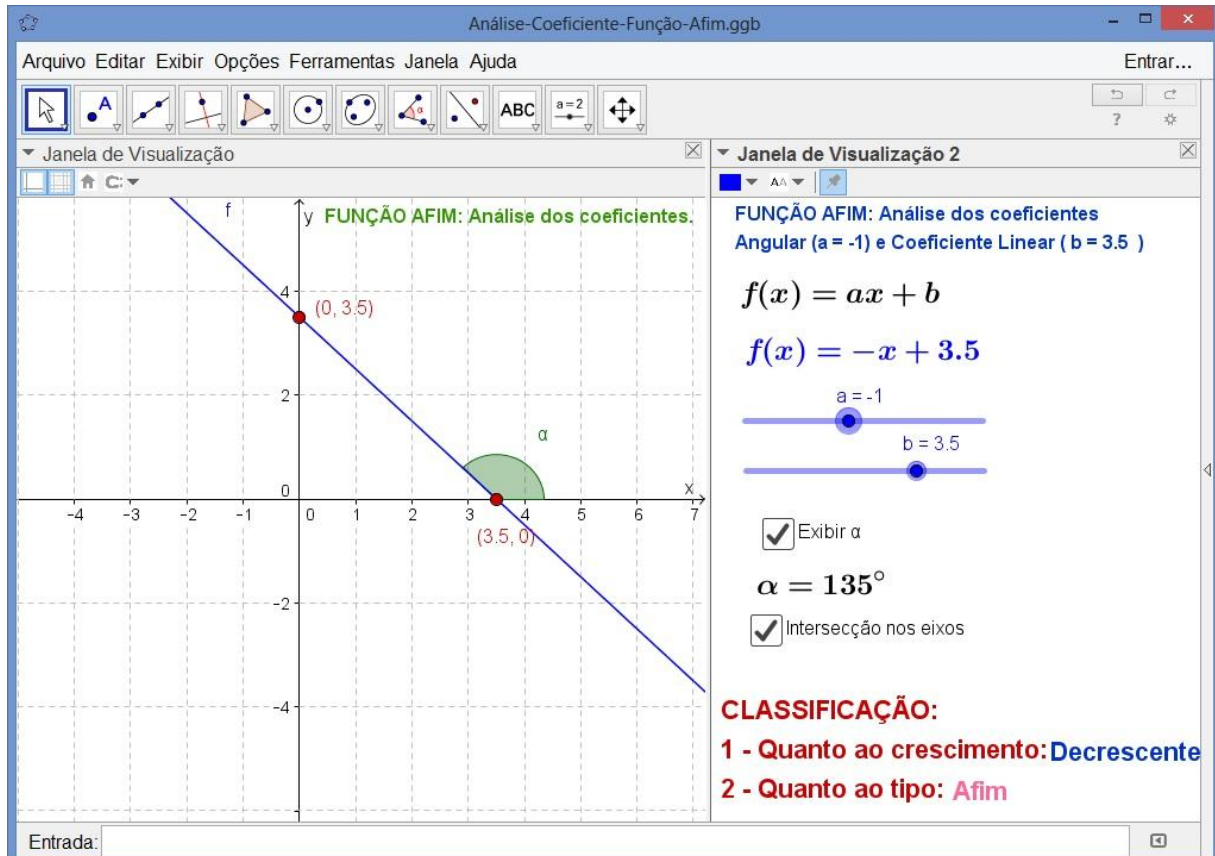 Análise-Coeficiente-Função-Afim.ggb
Arquivo Editar Exibir Opções Ferramentas Janela Ajuda Entrar...
A α ABC a=2
?
Janela de Visualização
C:
FUNÇÃO AFIM: Análise dos coeficientes.
f
y
4
(0, 3.5)
2
α
0
x
-4 -3 -2 -1 0 1 2 3 4 5 6 7
(3.5, 0)
-2
-4
Janela de Visualização 2
AA
FUNÇÃO AFIM: Análise dos coeficientes
Angular (a = -1) e Coeficiente Linear ( b = 3.5 )
f(x) = ax + b
f(x) = −x + 3.5
a = -1
b = 3.5
Exibir α
α = 135°
Intersecção nos eixos
CLASSIFICAÇÃO:
1 - Quanto ao crescimento: Decrescente
2 - Quanto ao tipo: Afim
Entrada: